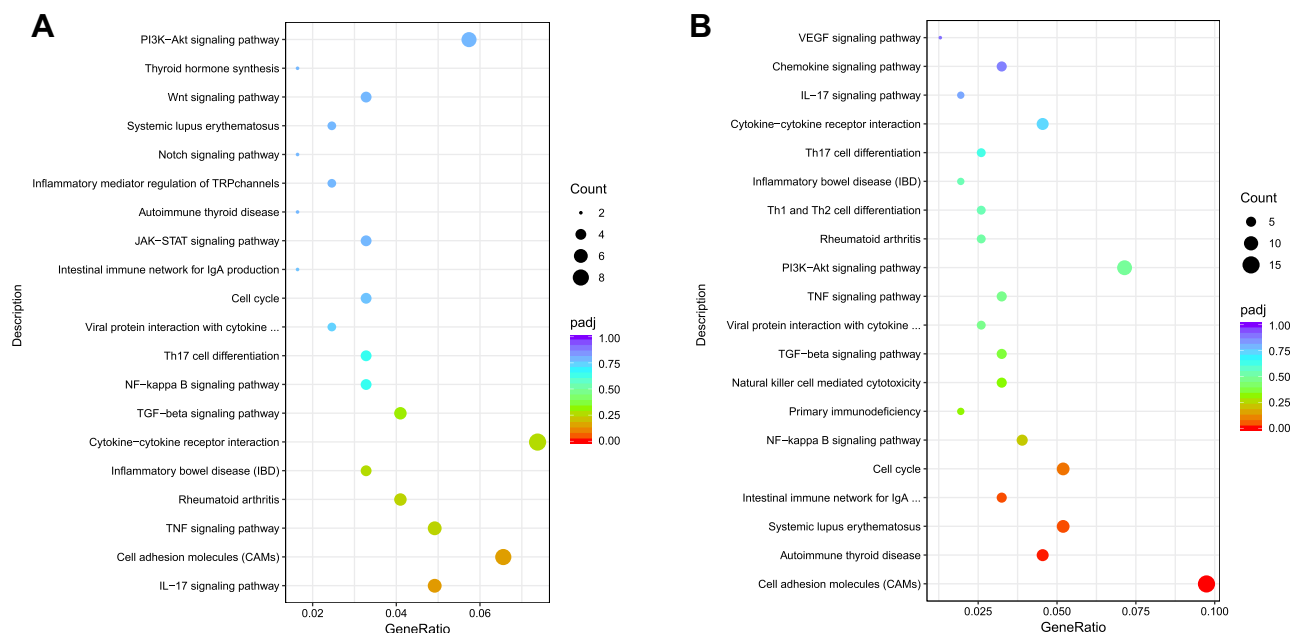 A
PI3K−Akt signaling pathway
Thyroid hormone synthesis
Wnt signaling pathway
Systemic lupus erythematosus
Notch signaling pathway
Inflammatory mediator regulation of TRPchannels
Autoimmune thyroid disease
JAK−STAT signaling pathway
Intestinal immune network for IgA production
Cell cycle
Viral protein interaction with cytokine ...
Th17 cell differentiation
NF−kappa B signaling pathway
TGF−beta signaling pathway
Cytokine−cytokine receptor interaction
Inflammatory bowel disease (IBD)
Rheumatoid arthritis
TNF signaling pathway
Cell adhesion molecules (CAMs)
IL−17 signaling pathway
Description
0.02 0.04 0.06
GeneRatio
Count
2
4
6
8
padj
1.00
0.75
0.50
0.25
0.00
B
VEGF signaling pathway
Chemokine signaling pathway
IL−17 signaling pathway
Cytokine−cytokine receptor interaction
Th17 cell differentiation
Inflammatory bowel disease (IBD)
Th1 and Th2 cell differentiation
Rheumatoid arthritis
PI3K−Akt signaling pathway
TNF signaling pathway
Viral protein interaction with cytokine ...
TGF−beta signaling pathway
Natural killer cell mediated cytotoxicity
Primary immunodeficiency
NF−kappa B signaling pathway
Cell cycle
Intestinal immune network for IgA ...
Systemic lupus erythematosus
Autoimmune thyroid disease
Cell adhesion molecules (CAMs)
Description
0.025 0.050 0.075 0.100
GeneRatio
Count
5
10
15
padj
1.00
0.75
0.50
0.25
0.00